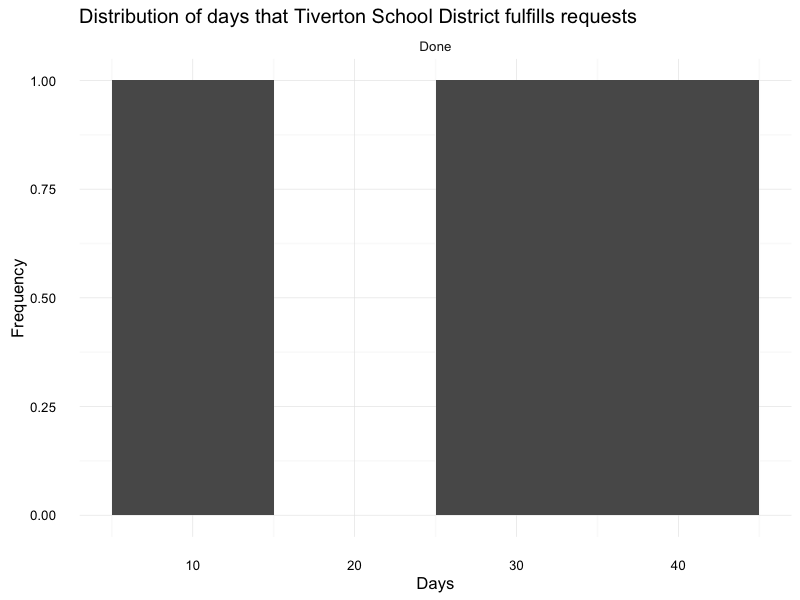 Distribution of days that Tiverton School District fulfills requests
Done
1.00
0.75
0.50
0.25
0.00
Frequency
10 20 30 40
Days